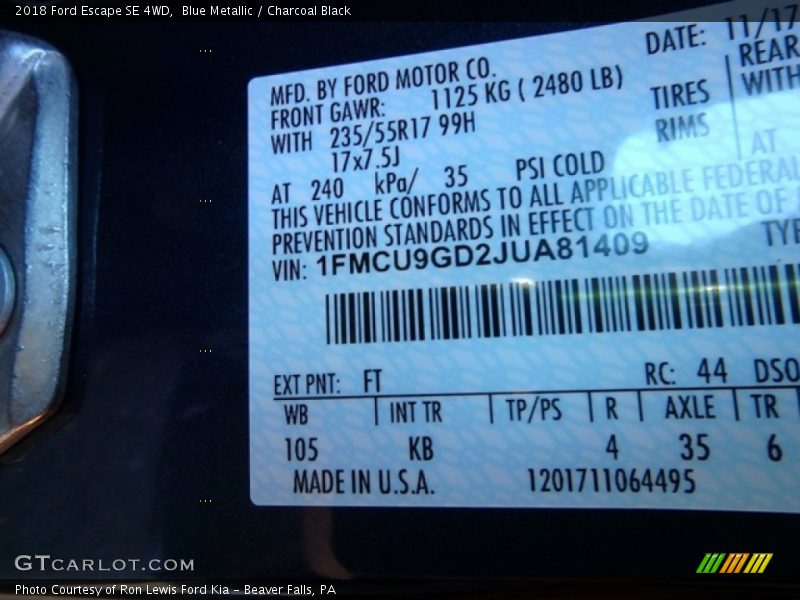 2018 Ford Escape SE 4WD,  Blue Metallic / Charcoal Black
MFD. BY FORD MOTOR CO.
DATE: 11/17
FRONT GAWR: 1125 KG ( 2480 LB)
REAR
WITH 235/55R17 99H
TIRES
WITH
17x7.5J
RIMS
AT 240 kPa/ 35 PSI COLD
AT
THIS VEHICLE CONFORMS TO ALL APPLICABLE FEDERAL
PREVENTION STANDARDS IN EFFECT ON THE DATE OF
VIN: 1FMCU9GD2JUA81409
TYP
EXT PNT: FT RC: 44 DSO
WB INT TR TP/PS R AXLE TR
105 KB 4 35 6
MADE IN U.S.A. 1201711064495
GTCARLOT.COM
Photo Courtesy of Ron Lewis Ford Kia - Beaver Falls, PA